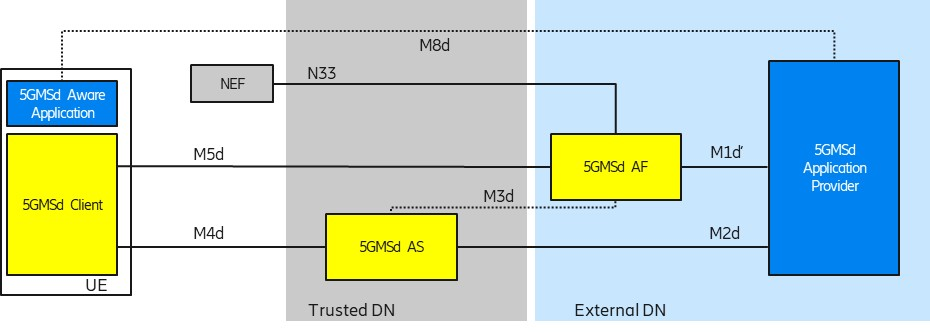 M8d
N33
NEF
5GMSd Aware
Application
M5d
5GMSd AF
M1d’
5GMSd
Application
Provider
5GMSd Client
M3d
M4d
5GMSd AS
M2d
UE
Trusted DN
External DN